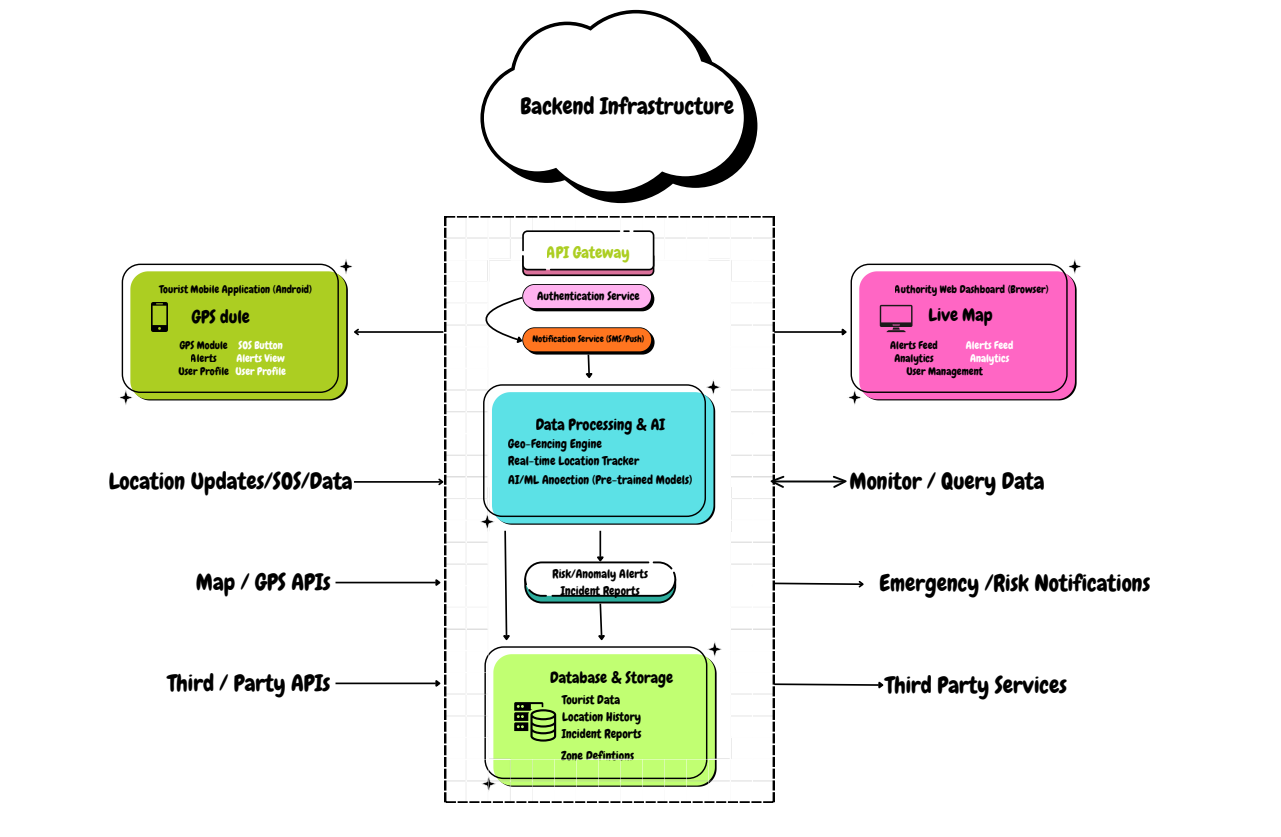 Backend Infrastructure
API Gateway
Authentication Service
Notification Service (SMS/Push)
Tourist Mobile Application (Android)
GPS dule
GPS Module SOS Button
Alerts Alerts View
User Profile User Profile
Authority Web Dashboard (Browser)
Live Map
Alerts Feed Alerts Feed
Analytics Analytics
User Management
Data Processing & AI
Geo-Fencing Engine
Real-time Location Tracker
AI/ML Anoection (Pre-trained Models)
Location Updates/SOS/Data
Monitor / Query Data
Map / GPS APIs
Risk/Anomaly Alerts
Incident Reports
Emergency /Risk Notifications
Third / Party APIs
Third Party Services
Database & Storage
Tourist Data
Location History
Incident Reports
Zone Defintions